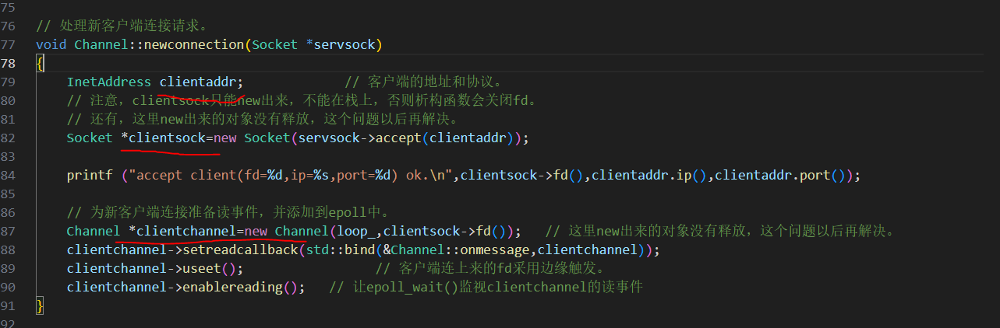 75
76 // 处理新客户端连接请求。
77 void Channel::newconnection(Socket *servsock)
78 {
79     InetAddress clientaddr;             // 客户端的地址和协议。
80     // 注意，clientsock只能new出来，不能在栈上，否则析构函数会关闭fd。
81     // 还有，这里new出来的对象没有释放，这个问题以后再解决。
82     Socket *clientsock=new Socket(servsock->accept(clientaddr));
83
84     printf ("accept client(fd=%d,ip=%s,port=%d) ok.\n",clientsock->fd(),clientaddr.ip(),clientaddr.port());
85
86     // 为新客户端连接准备读事件，并添加到epoll中。
87     Channel *clientchannel=new Channel(loop_,clientsock->fd());   // 这里new出来的对象没有释放，这个问题以后再解决。
88     clientchannel->setreadcallback(std::bind(&Channel::onmessage,clientchannel));
89     clientchannel->useet();                 // 客户端连上来的fd采用边缘触发。
90     clientchannel->enablereading();   // 让epoll_wait()监视clientchannel的读事件
91 }
92